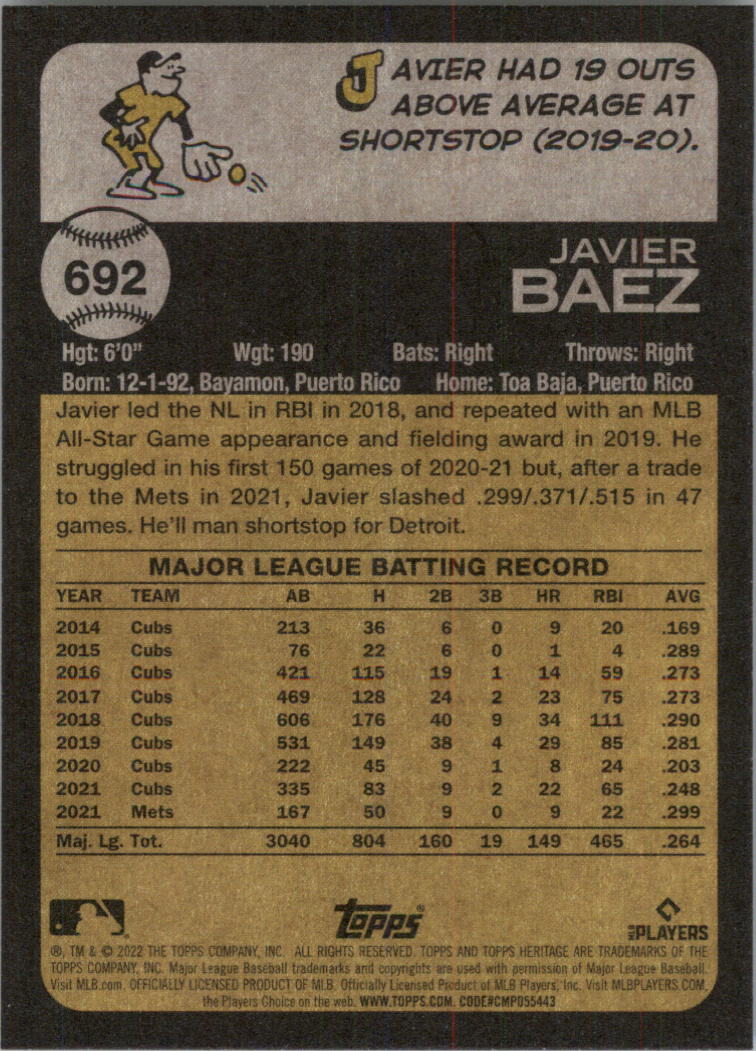 JAVIER HAD 19 OUTS
ABOVE AVERAGE AT
SHORTSTOP (2019-20).
692
JAVIER
BAEZ
Hgt: 6'0" Wgt: 190 Bats: Right Throws: Right
Born: 12-1-92, Bayamon, Puerto Rico Home: Toa Baja, Puerto Rico
Javier led the NL in RBI in 2018, and repeated with an MLB
All-Star Game appearance and fielding award in 2019. He
struggled in his first 150 games of 2020-21 but, after a trade
to the Mets in 2021, Javier slashed .299/.371/.515 in 47
games. He'll man shortstop for Detroit.
MAJOR LEAGUE BATTING RECORD
YEAR TEAM AB H 2B 3B HR RBI AVG
2014 Cubs 213 36 6 0 9 20 .169
2015 Cubs 76 22 6 0 1 4 .289
2016 Cubs 421 115 19 1 14 59 .273
2017 Cubs 469 128 24 2 23 75 .273
2018 Cubs 606 176 40 9 34 111 .290
2019 Cubs 531 149 38 4 29 85 .281
2020 Cubs 222 45 9 1 8 24 .203
2021 Cubs 335 83 9 2 22 65 .248
2021 Mets 167 50 9 0 9 22 .299
Maj. Lg. Tot. 3040 804 160 19 149 465 .264
TOPPS®
MLB PLAYERS
®, TM & © 2022 THE TOPPS COMPANY, INC. ALL RIGHTS RESERVED. TOPPS AND TOPPS HERITAGE ARE TRADEMARKS OF THE
TOPPS COMPANY, INC. Major League Baseball trademarks and copyrights are used with permission of Major League Baseball.
Visit MLB.com. OFFICIALLY LICENSED PRODUCT OF MLB. Officially Licensed Product of MLB Players, Inc. Visit MLBPLAYERS.COM,
the Players Choice on the web. WWW.TOPPS.COM. CODE#CMP055443